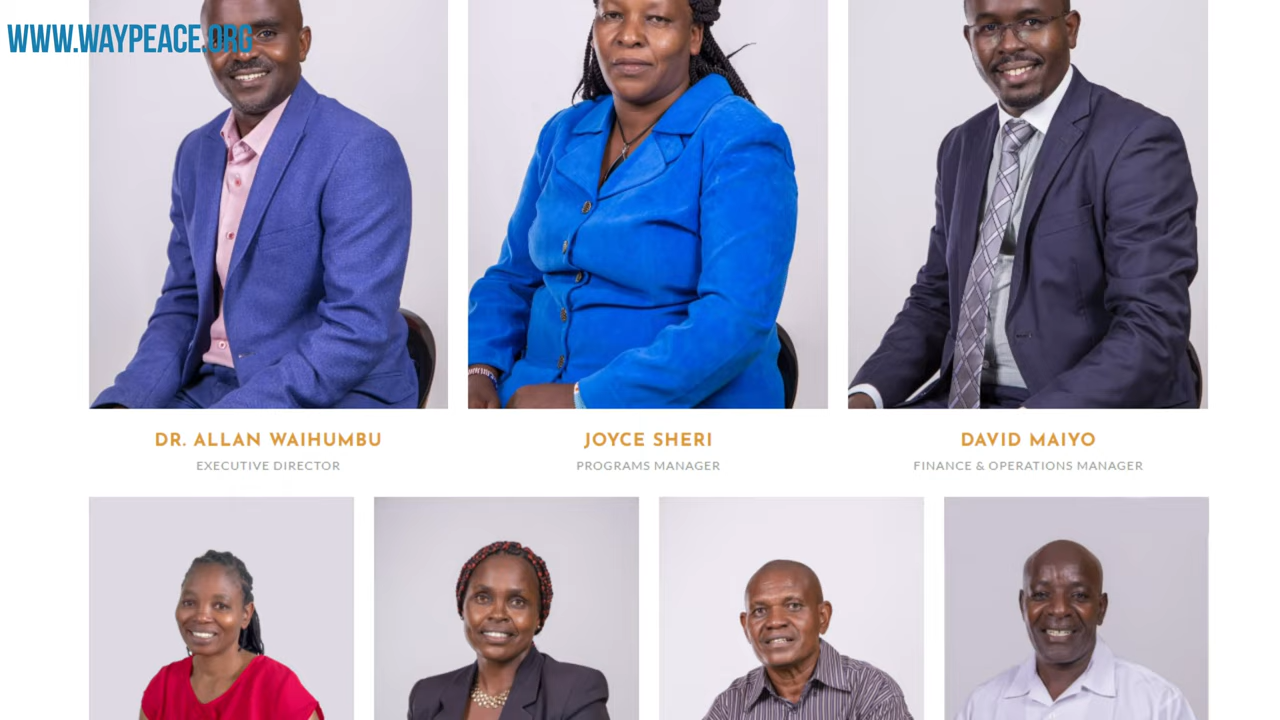 WWW.WAYPEACE.ORG
DR. ALLAN WAIHUMBU
EXECUTIVE DIRECTOR
JOYCE SHERI
PROGRAMS MANAGER
DAVID MAIYO
FINANCE & OPERATIONS MANAGER